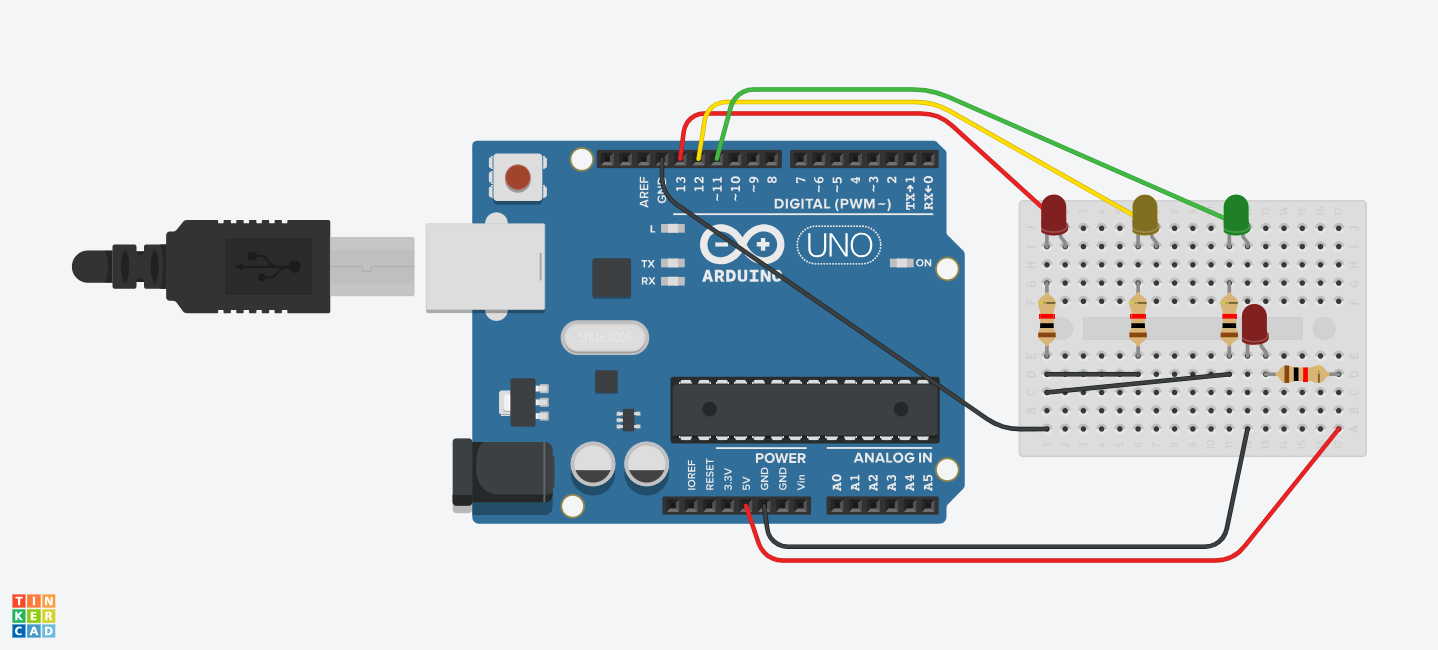 AREF
GND
13
12
~11
~10
~9
8
7
~6
~5
4
~3
2
TX→1
RX←0
DIGITAL (PWM~)
L
TX
RX
ARDUINO
UNO
ON
SPK16.000G
POWER
ANALOG IN
IOREF
RESET
3.3V
5V
GND
GND
Vin
A0
A1
A2
A3
A4
A5
J
I
I
H
H
G
G
F
F
E
E
D
D
C
C
B
B
A
A
TIN
KER
CAD